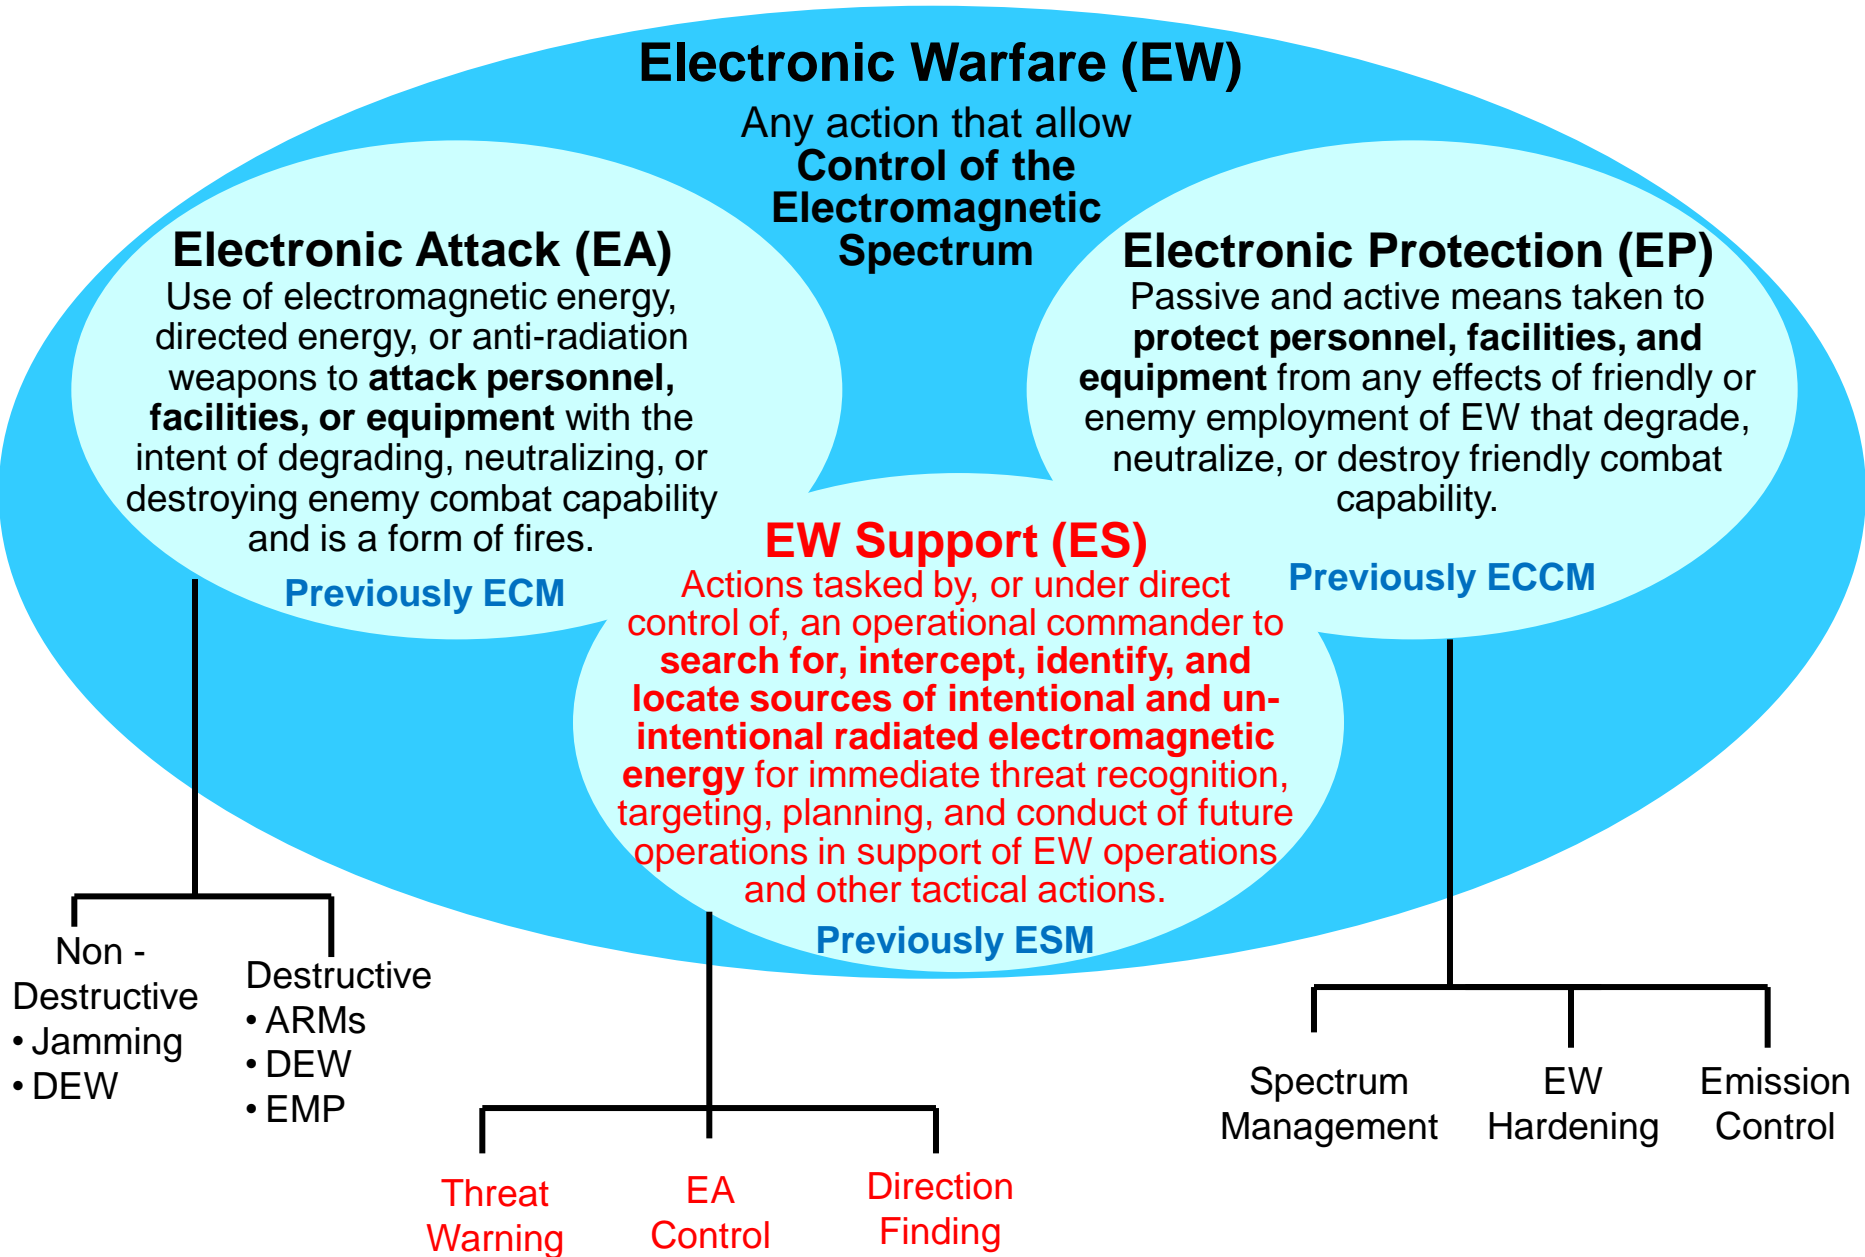 Electronic Warfare (EW)
Any action that allow
Control of the
Electromagnetic
Spectrum
Electronic Attack (EA)
Use of electromagnetic energy,
directed energy, or anti-radiation
weapons to attack personnel,
facilities, or equipment with the
intent of degrading, neutralizing, or
destroying enemy combat capability
and is a form of fires.
Previously ECM
Electronic Protection (EP)
Passive and active means taken to
protect personnel, facilities, and
equipment from any effects of friendly or
enemy employment of EW that degrade,
neutralize, or destroy friendly combat
capability.
Previously ECCM
EW Support (ES)
Actions tasked by, or under direct
control of, an operational commander to
search for, intercept, identify, and
locate sources of intentional and un-
intentional radiated electromagnetic
energy for immediate threat recognition,
targeting, planning, and conduct of future
operations in support of EW operations
and other tactical actions.
Previously ESM
Non -
Destructive
• Jamming
• DEW
Destructive
• ARMs
• DEW
• EMP
Threat
Warning
EA
Control
Direction
Finding
Spectrum
Management
EW
Hardening
Emission
Control